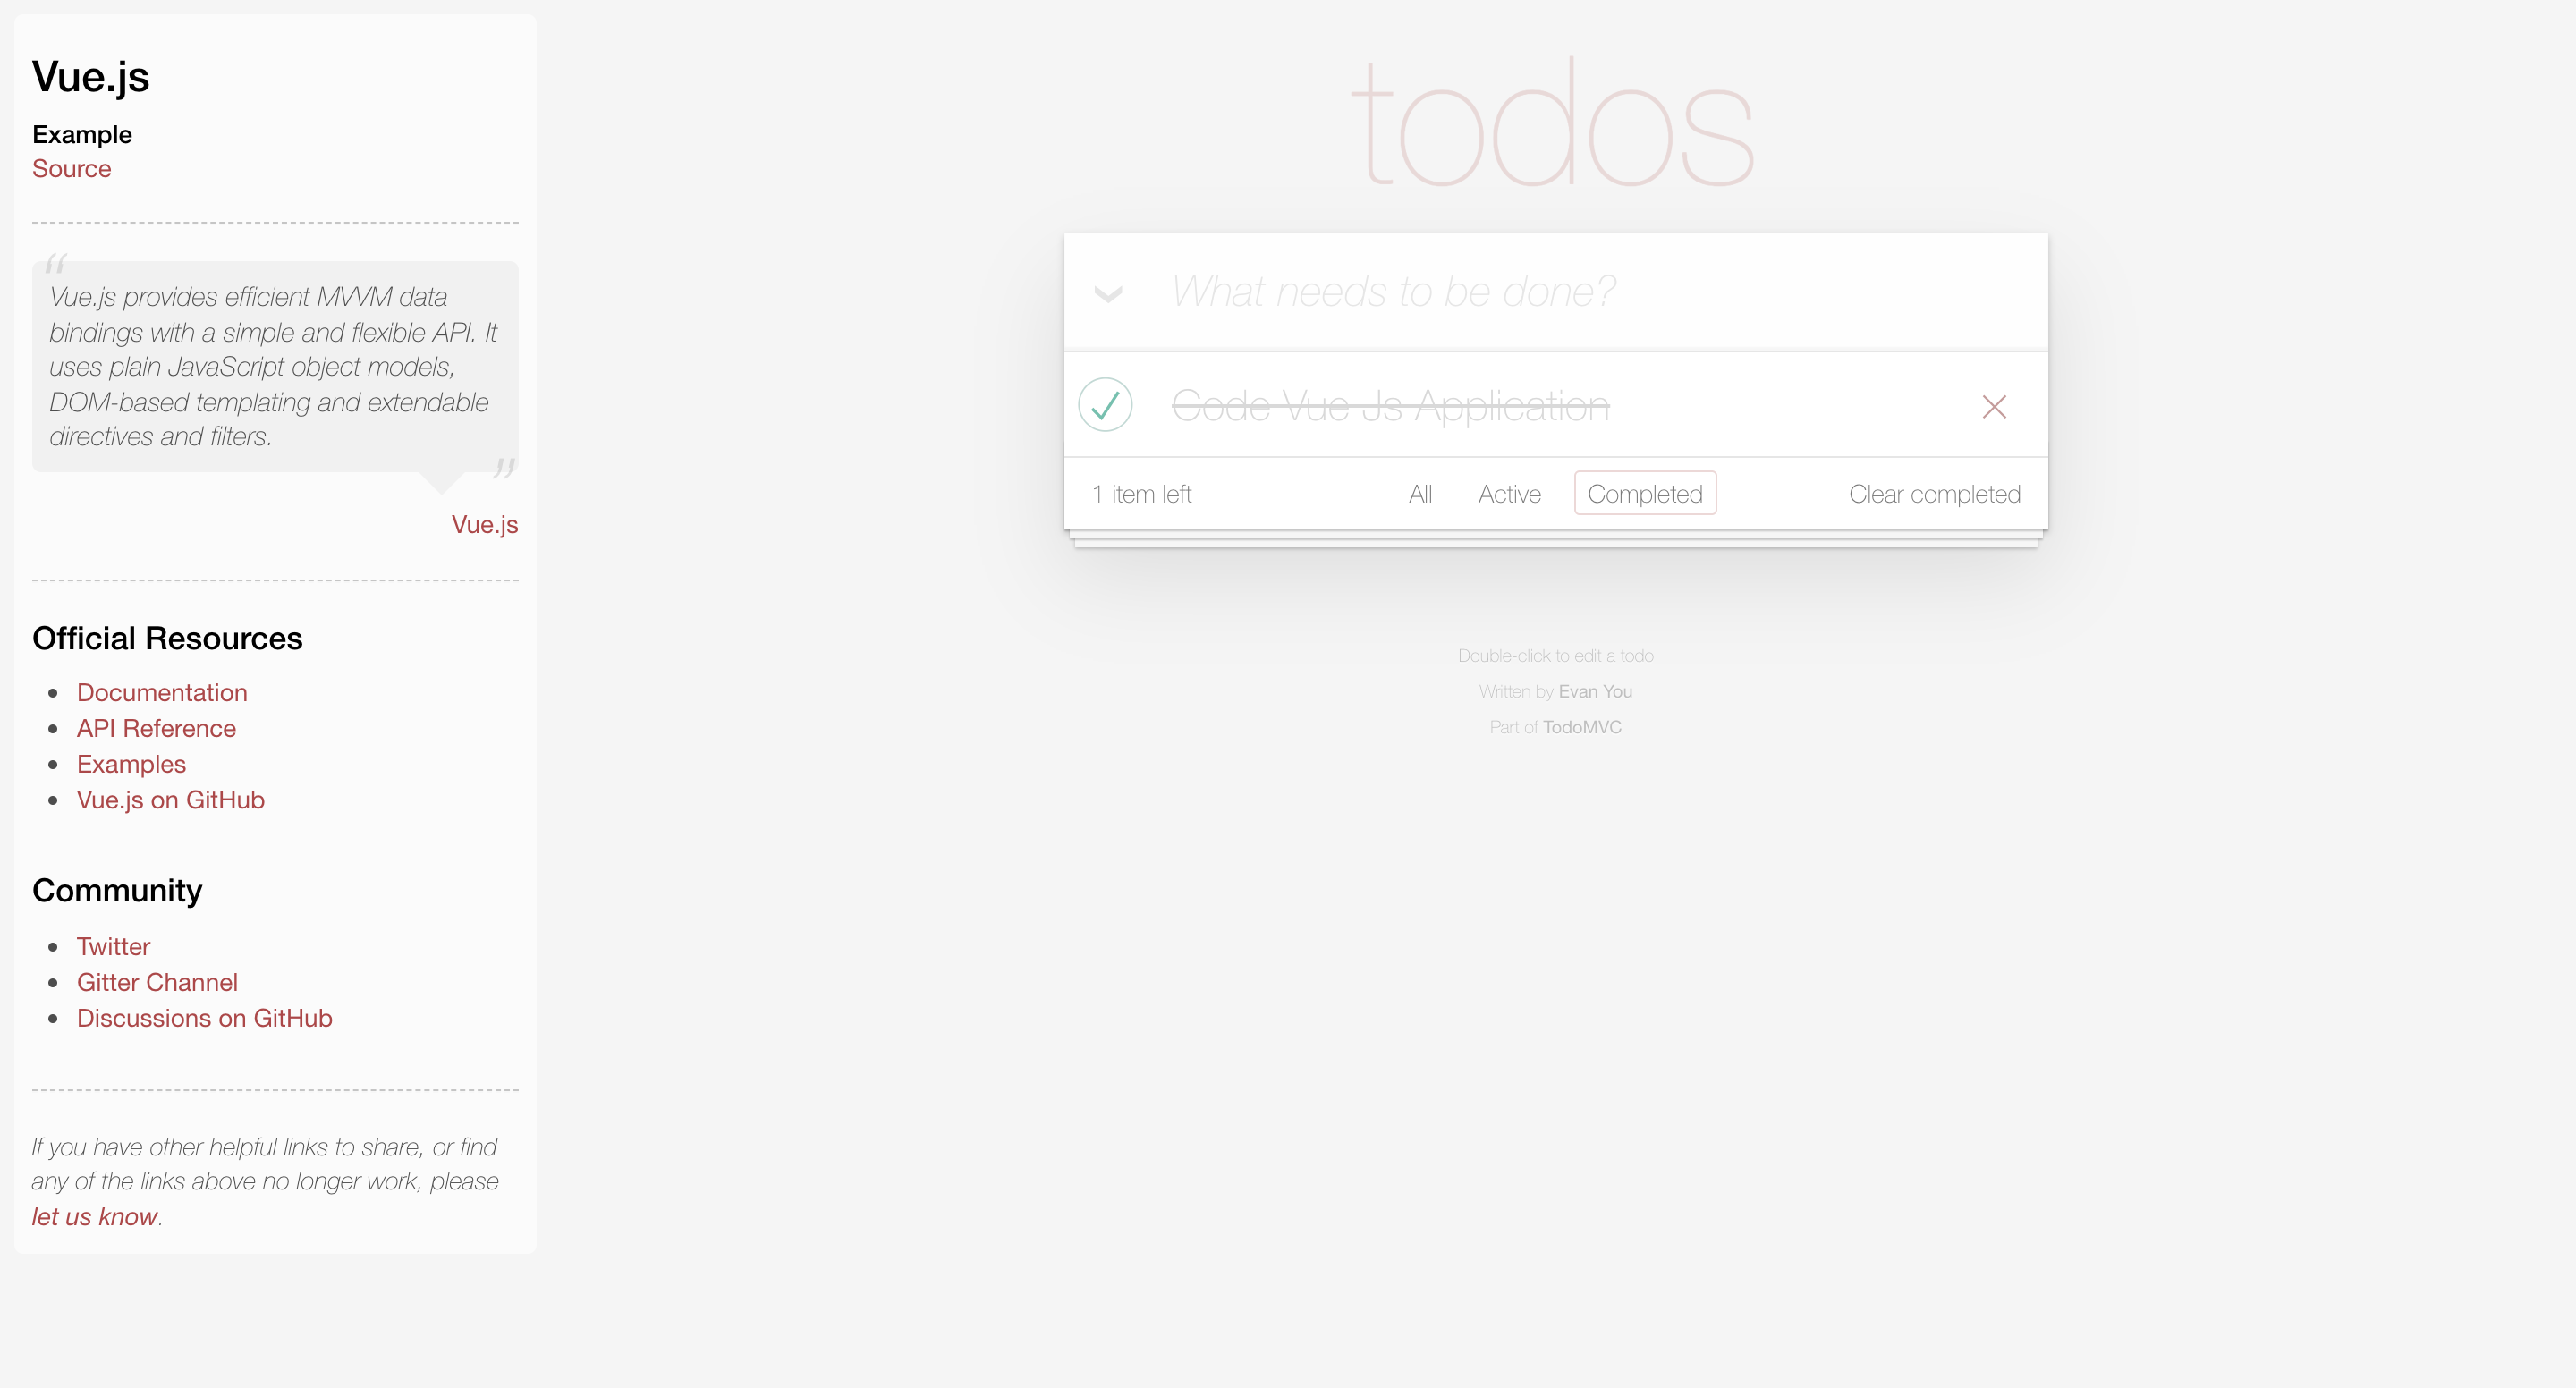 Vue.js
Example
Source
“
Vue.js provides efficient MVVM data
bindings with a simple and flexible API. It
uses plain JavaScript object models,
DOM-based templating and extendable
directives and filters.
”
Vue.js
Official Resources
Documentation
API Reference
Examples
Vue.js on GitHub
Community
Twitter
Gitter Channel
Discussions on GitHub
If you have other helpful links to share, or find
any of the links above no longer work, please
let us know.
todos
What needs to be done?
Code Vue Js Application
1 item left All Active Completed Clear completed
Double-click to edit a todo
Written by Evan You
Part of TodoMVC